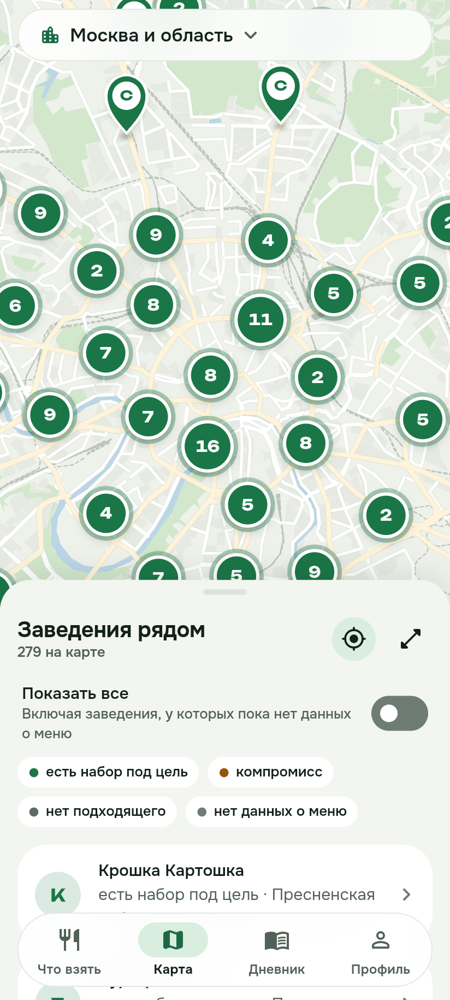 2
Москва и область
C
C
9
9
4
2
2
5
5
6
8
11
7
8
2
9
7
5
16
8
4
5
2
7
5
9
Заведения рядом
279 на карте
Показать все
Включая заведения, у которых пока нет данных
о меню
есть набор под цель
компромисс
нет подходящего
нет данных о меню
Крошка Картошка
К
есть набор под цель · Пресненская
Что взять
Карта
Дневник
Профиль